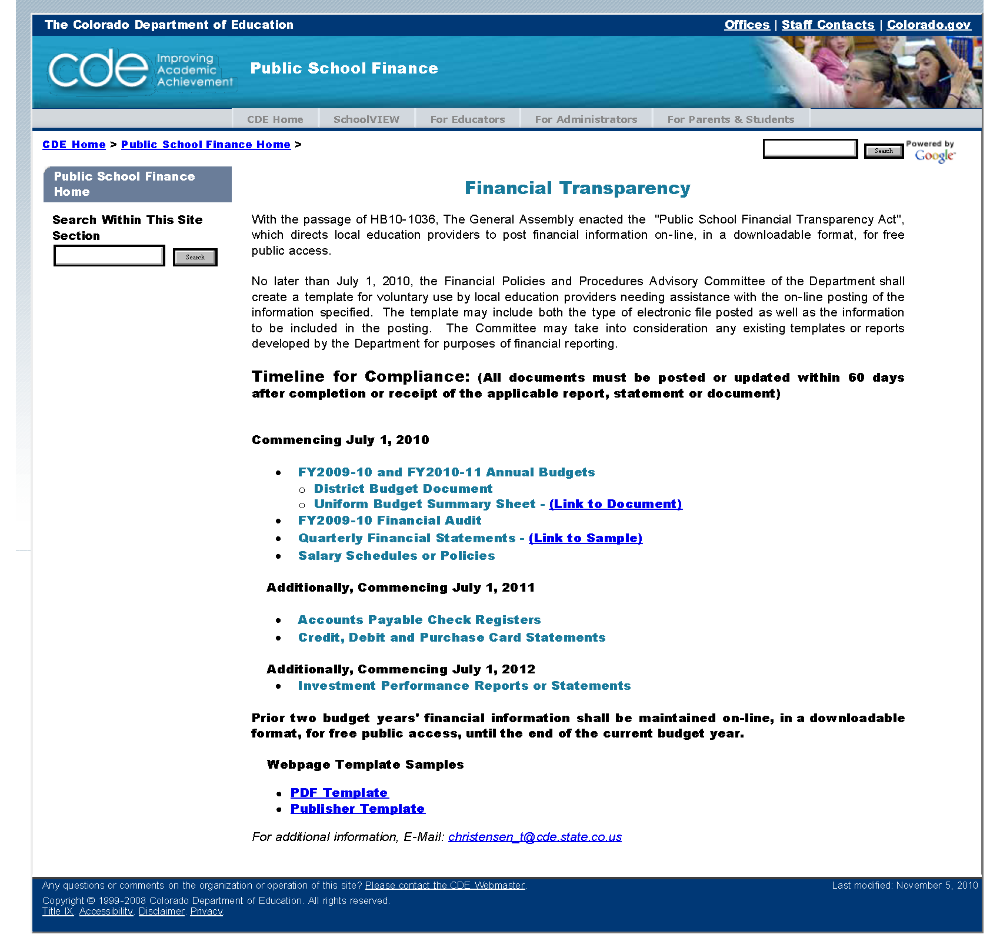 The Colorado Department of Education
Offices | Staff Contacts | Colorado.gov
cde Improving
Academic
Achievement
Public School Finance
CDE Home SchoolVIEW For Educators For Administrators For Parents & Students
CDE Home > Public School Finance Home >
Search
Powered by
Google
Public School Finance
Home
Search Within This Site
Section
Search
Financial Transparency
With the passage of HB10-1036, The General Assembly enacted the "Public School Financial Transparency Act",
which directs local education providers to post financial information on-line, in a downloadable format, for free
public access.
No later than July 1, 2010, the Financial Policies and Procedures Advisory Committee of the Department shall
create a template for voluntary use by local education providers needing assistance with the on-line posting of the
information specified. The template may include both the type of electronic file posted as well as the information
to be included in the posting. The Committee may take into consideration any existing templates or reports
developed by the Department for purposes of financial reporting.
Timeline for Compliance: (All documents must be posted or updated within 60 days
after completion or receipt of the applicable report, statement or document)
Commencing July 1, 2010
• FY2009-10 and FY2010-11 Annual Budgets
o District Budget Document
o Uniform Budget Summary Sheet - (Link to Document)
• FY2009-10 Financial Audit
• Quarterly Financial Statements - (Link to Sample)
• Salary Schedules or Policies
Additionally, Commencing July 1, 2011
• Accounts Payable Check Registers
• Credit, Debit and Purchase Card Statements
Additionally, Commencing July 1, 2012
• Investment Performance Reports or Statements
Prior two budget years' financial information shall be maintained on-line, in a downloadable
format, for free public access, until the end of the current budget year.
Webpage Template Samples
• PDF Template
• Publisher Template
For additional information, E-Mail: christensen_t@cde.state.co.us
Any questions or comments on the organization or operation of this site? Please contact the CDE Webmaster.
Last modified: November 5, 2010
Copyright © 1999-2008 Colorado Department of Education. All rights reserved.
Title IX. Accessibility. Disclaimer. Privacy.